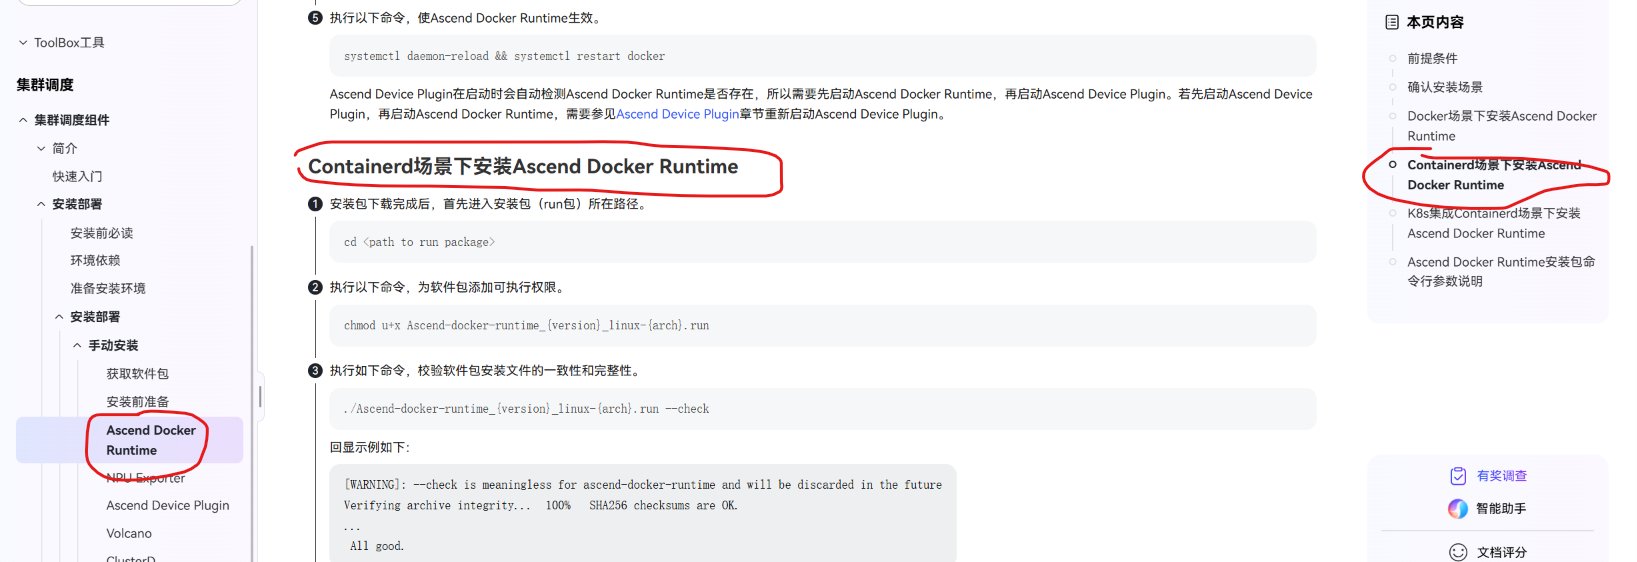 ToolBox工具
集群调度
集群调度组件
简介
快速入门
安装部署
安装前必读
环境依赖
准备安装环境
安装部署
手动安装
获取软件包
安装前准备
Ascend Docker
Runtime
NPU Exporter
Ascend Device Plugin
Volcano
ClusterD
5 执行以下命令，使Ascend Docker Runtime生效。
systemctl daemon-reload && systemctl restart docker
Ascend Device Plugin在启动时会自动检测Ascend Docker Runtime是否存在，所以需要先启动Ascend Docker Runtime，再启动Ascend Device Plugin。若先启动Ascend Device
Plugin，再启动Ascend Docker Runtime，需要参见Ascend Device Plugin章节重新启动Ascend Device Plugin。
Containerd场景下安装Ascend Docker Runtime
1 安装包下载完成后，首先进入安装包（run包）所在路径。
cd <path to run package>
2 执行以下命令，为软件包添加可执行权限。
chmod u+x Ascend-docker-runtime_{version}_linux-{arch}.run
3 执行如下命令，校验软件包安装文件的一致性和完整性。
./Ascend-docker-runtime_{version}_linux-{arch}.run --check
回显示例如下：
[WARNING]: --check is meaningless for ascend-docker-runtime and will be discarded in the future
Verifying archive integrity... 100% SHA256 checksums are OK.
...
All good.
本页内容
前提条件
确认安装场景
Docker场景下安装Ascend Docker
Runtime
Containerd场景下安装Ascend
Docker Runtime
K8s集成Containerd场景下安装
Ascend Docker Runtime
Ascend Docker Runtime安装包命
令行参数说明
有奖调查
智能助手
文档评分